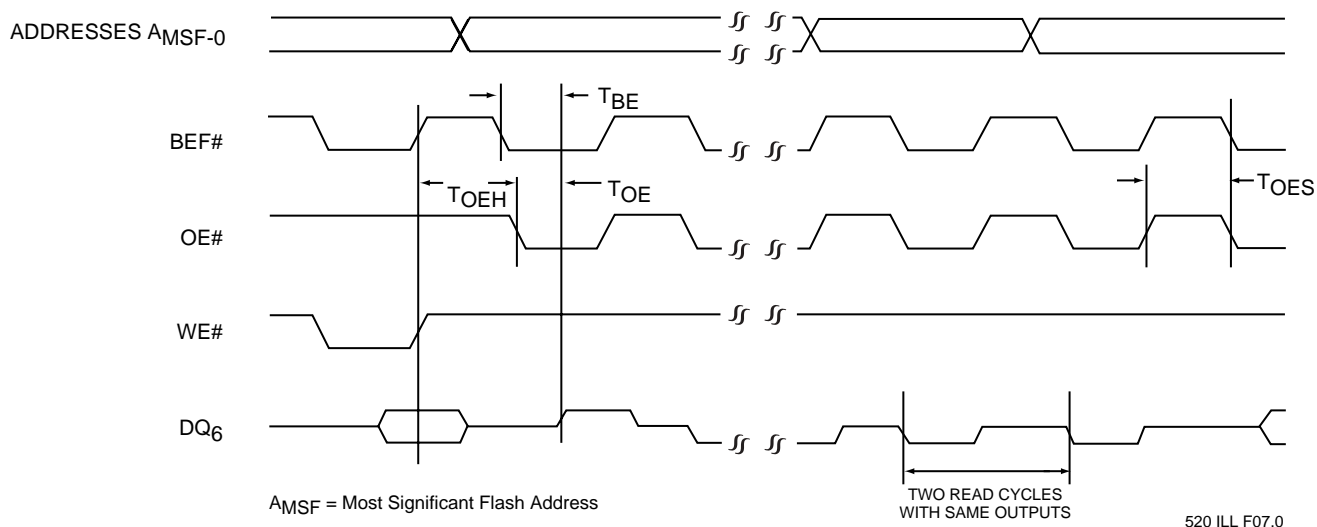 ADDRESSES AMSF-0
TBE
BEF#
TOEH
TOE
TOES
OE#
WE#
DQ6
AMSF = Most Significant Flash Address
TWO READ CYCLES
WITH SAME OUTPUTS
520 ILL F07.0